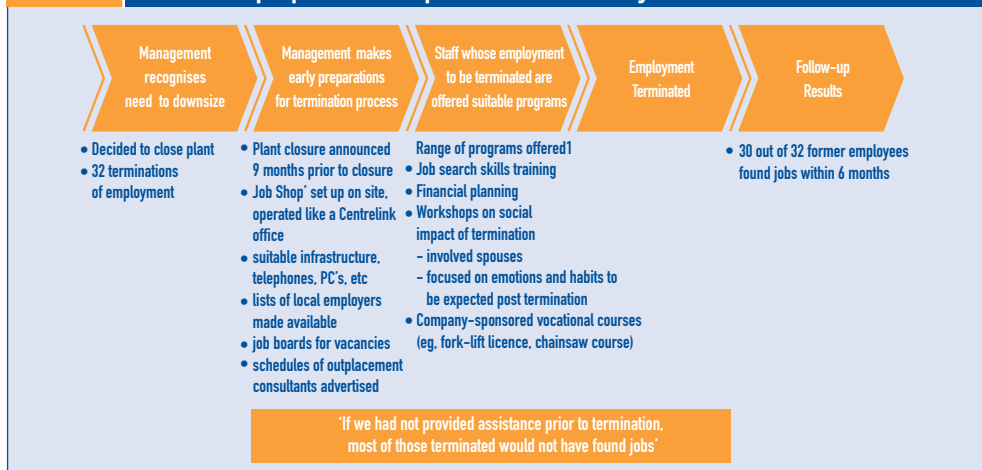 Management
recognises
need to downsize
Management makes
early preparations
for termination process
Staff whose employment
to be terminated are
offered suitable programs
Employment
Terminated
Follow-up
Results
• Decided to close plant
• 32 terminations
of employment
• Plant closure announced
9 months prior to closure
• Job Shop’ set up on site,
operated like a Centrelink
office
• suitable infrastructure,
telephones, PC’s, etc
• lists of local employers
made available
• job boards for vacancies
• schedules of outplacement
consultants advertised
Range of programs offered1
• Job search skills training
• Financial planning
• Workshops on social
impact of termination
- involved spouses
- focused on emotions and habits to
be expected post termination
• Company-sponsored vocational courses
(eg, fork-lift licence, chainsaw course)
• 30 out of 32 former employees
found jobs within 6 months
‘If we had not provided assistance prior to termination,
most of those terminated would not have found jobs’